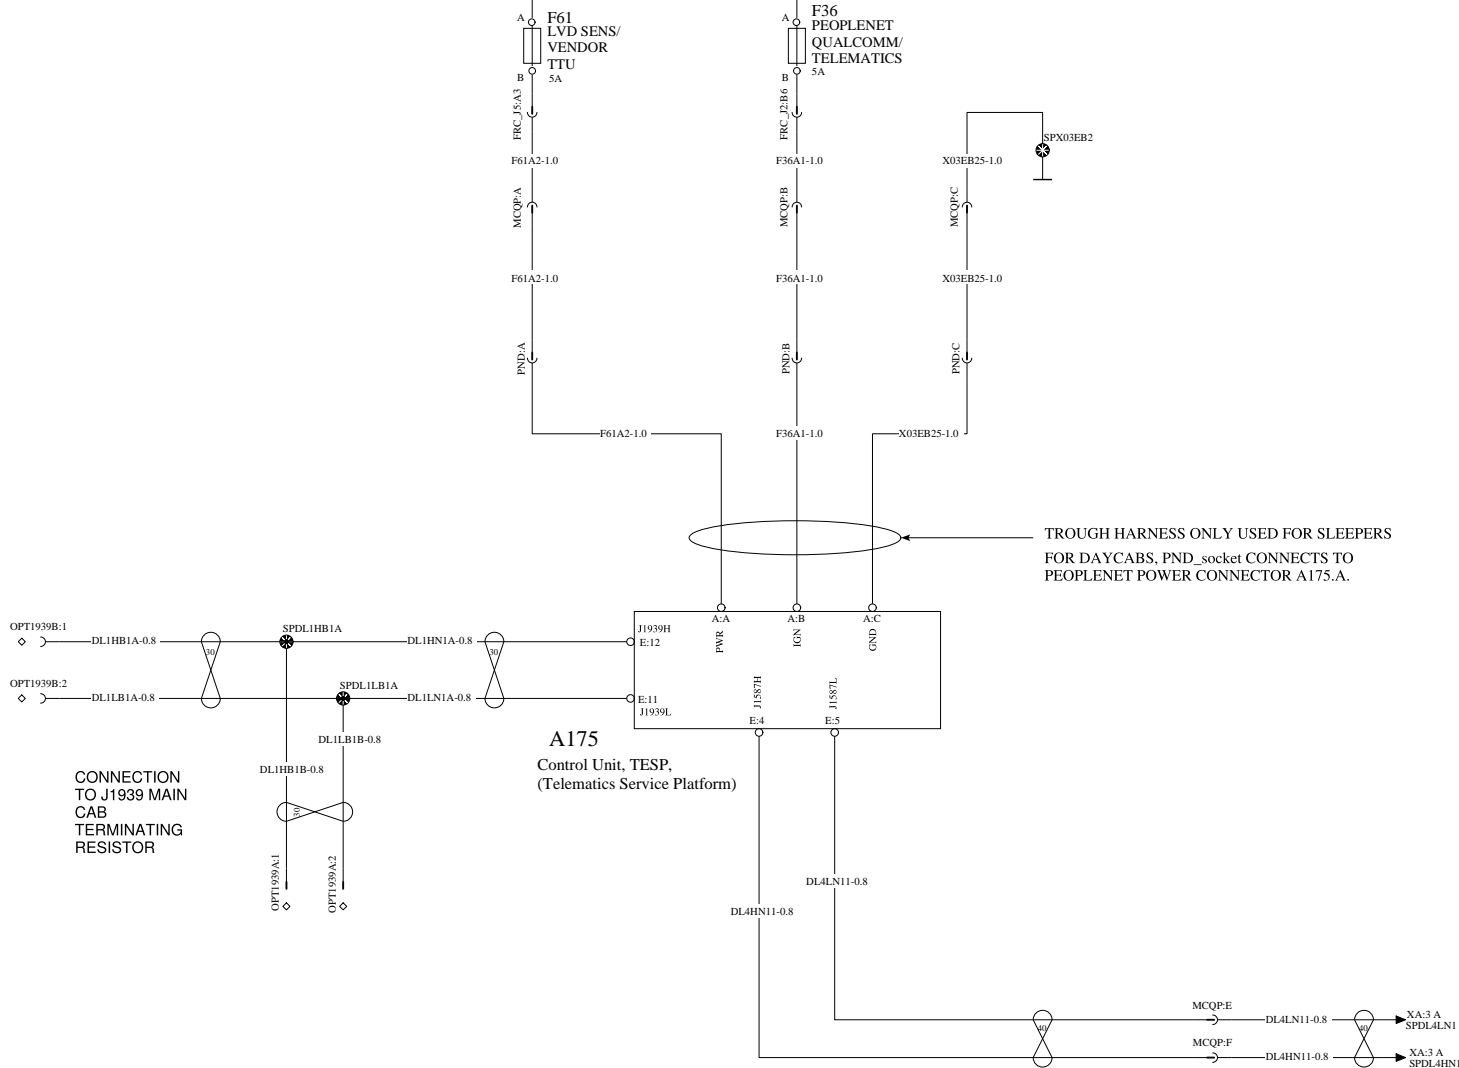 A
F61
LVD SENS/
VENDOR
TTU
B
5A
FRC_J5:A3
F61A2-1.0
MCQP:A
F61A2-1.0
PND:A
F61A2-1.0
A
F36
PEOPLENET
QUALCOMM/
TELEMATICS
B
5A
FRC_J2:B6
F36A1-1.0
MCQP:B
F36A1-1.0
PND:B
F36A1-1.0
SPX03EB2
X03EB25-1.0
MCQP:C
X03EB25-1.0
PND:C
X03EB25-1.0
TROUGH HARNESS ONLY USED FOR SLEEPERS
FOR DAYCABS, PND_socket CONNECTS TO
PEOPLENET POWER CONNECTOR A175.A.
OPT1939B:1
DL1HB1A-0.8
30
SPDL1HB1A
DL1HN1A-0.8
30
OPT1939B:2
DL1LB1A-0.8
SPDL1LB1A
DL1LN1A-0.8
J1939H
E:12
E:11
J1939L
A:A
PWR
A:B
IGN
A:C
GND
J1587H
E:4
J1587L
E:5
A175
Control Unit, TESP,
(Telematics Service Platform)
DL1LB1B-0.8
DL1HB1B-0.8
30
OPT1939A:1
OPT1939A:2
CONNECTION
TO J1939 MAIN
CAB
TERMINATING
RESISTOR
DL4LN11-0.8
DL4HN11-0.8
40
MCQP:E
DL4LN11-0.8
40
XA:3 A
SPDL4LN1
MCQP:F
DL4HN11-0.8
XA:3 A
SPDL4HN1